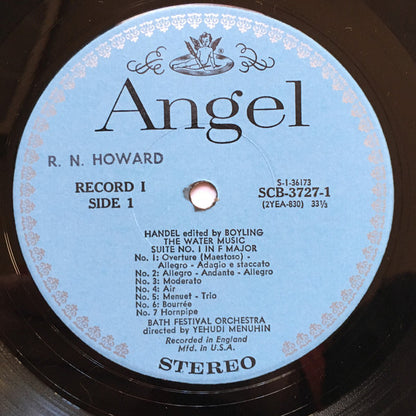 Angel
R. N. HOWARD
RECORD I
SIDE 1
S-1-36173
SCB-3727-1
(2YEA-830) 33⅓
HANDEL edited by BOYLING
THE WATER MUSIC
SUITE NO. 1 IN F MAJOR
No. 1: Overture (Maestoso) -
Allegro - Adagio e staccato
No. 2: Allegro - Andante - Allegro
No. 3: Moderato
No. 4: Air
No. 5: Menuet - Trio
No. 6: Bourrée
No. 7 Hornpipe
BATH FESTIVAL ORCHESTRA
directed by YEHUDI MENUHIN
Recorded in England
Mfd. in U.S.A.
STEREO